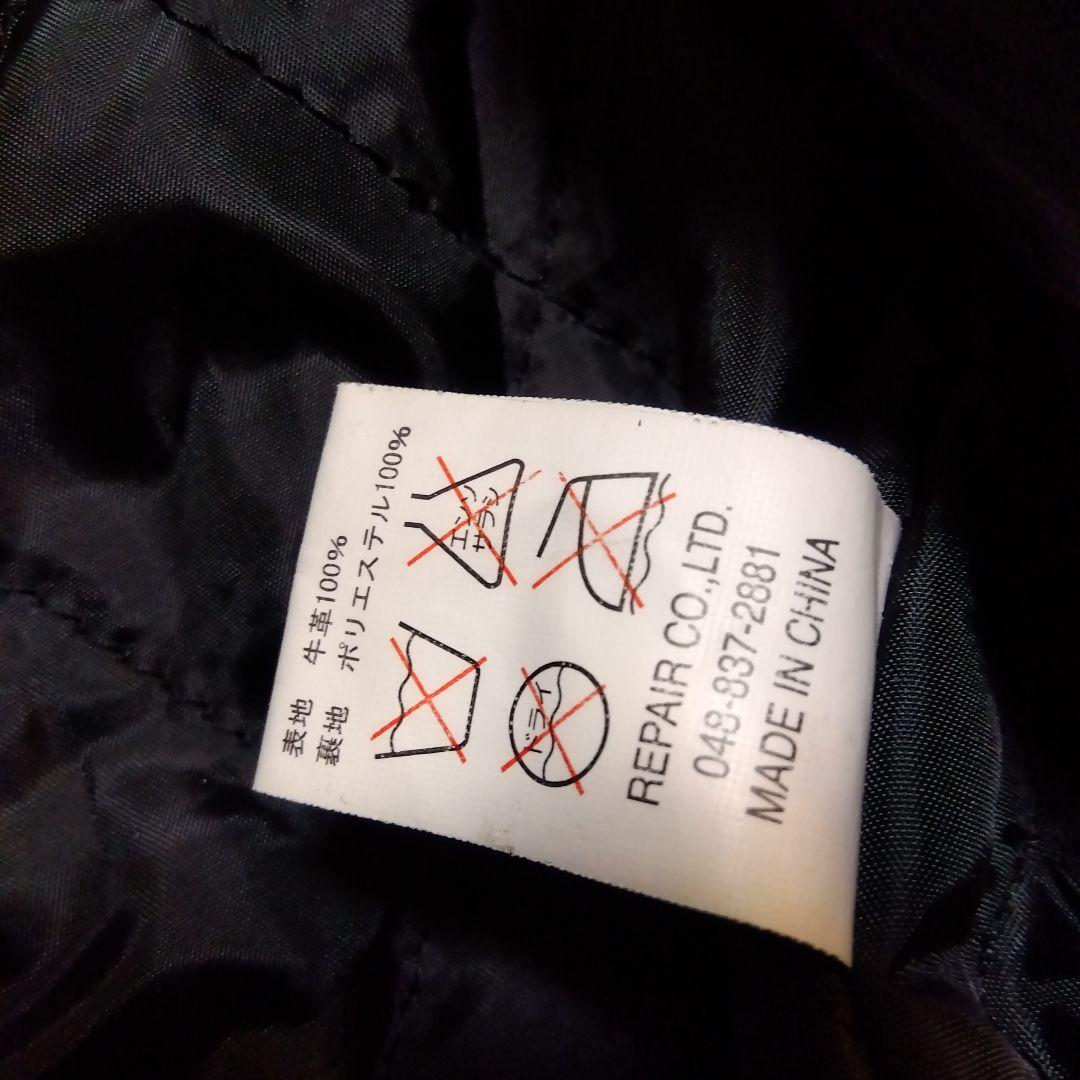 表地 牛革100%
裏地 ポリエステル100%
エンソ
サラシ
ドライ
REPAIR CO.,LTD.
048-837-2881
MADE IN CHINA